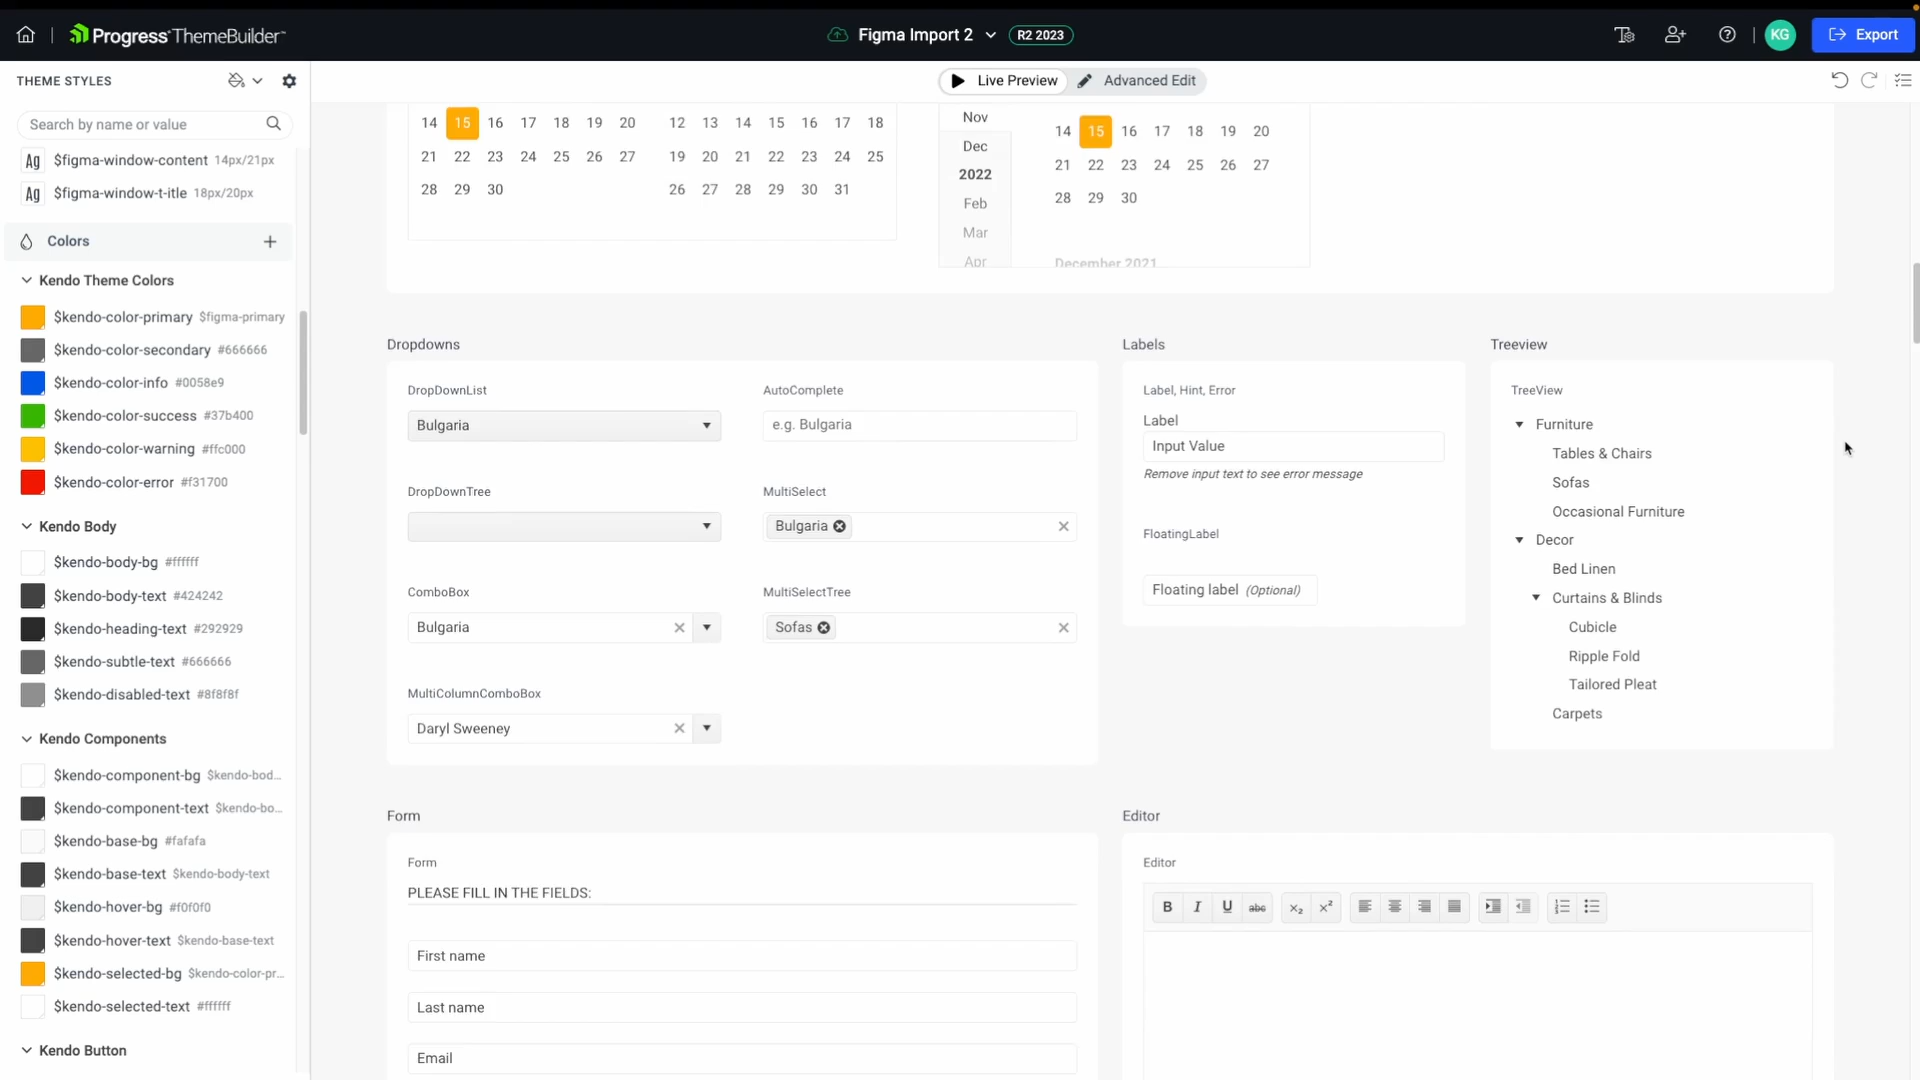 Progress ThemeBuilder
Figma Import 2
R2 2023
KG
Export
THEME STYLES
Live Preview
Advanced Edit
Search by name or value
Ag $figma-window-content 14px/21px
Ag $figma-window-t-itle 18px/20px
Colors
Kendo Theme Colors
$kendo-color-primary $figma-primary
$kendo-color-secondary #666666
$kendo-color-info #0058e9
$kendo-color-success #37b400
$kendo-color-warning #ffc000
$kendo-color-error #f31700
Kendo Body
$kendo-body-bg #ffffff
$kendo-body-text #424242
$kendo-heading-text #292929
$kendo-subtle-text #666666
$kendo-disabled-text #8f8f8f
Kendo Components
$kendo-component-bg $kendo-bod...
$kendo-component-text $kendo-bo...
$kendo-base-bg #fafafa
$kendo-base-text $kendo-body-text
$kendo-hover-bg #f0f0f0
$kendo-hover-text $kendo-base-text
$kendo-selected-bg $kendo-color-pr...
$kendo-selected-text #ffffff
Kendo Button
14 15 16 17 18 19 20
21 22 23 24 25 26 27
28 29 30
12 13 14 15 16 17 18
19 20 21 22 23 24 25
26 27 28 29 30 31
Nov
Dec
2022
Feb
Mar
Apr
14 15 16 17 18 19 20
21 22 23 24 25 26 27
28 29 30
December 2021
Dropdowns
DropDownList
Bulgaria
AutoComplete
e.g. Bulgaria
DropDownTree
MultiSelect
Bulgaria
ComboBox
Bulgaria
MultiSelectTree
Sofas
MultiColumnComboBox
Daryl Sweeney
Labels
Label, Hint, Error
Label
Input Value
Remove input text to see error message
FloatingLabel
Floating label (Optional)
Treeview
TreeView
Furniture
Tables & Chairs
Sofas
Occasional Furniture
Decor
Bed Linen
Curtains & Blinds
Cubicle
Ripple Fold
Tailored Pleat
Carpets
Form
Form
PLEASE FILL IN THE FIELDS:
First name
Last name
Email
Editor
Editor
B I U abc x₂ x²